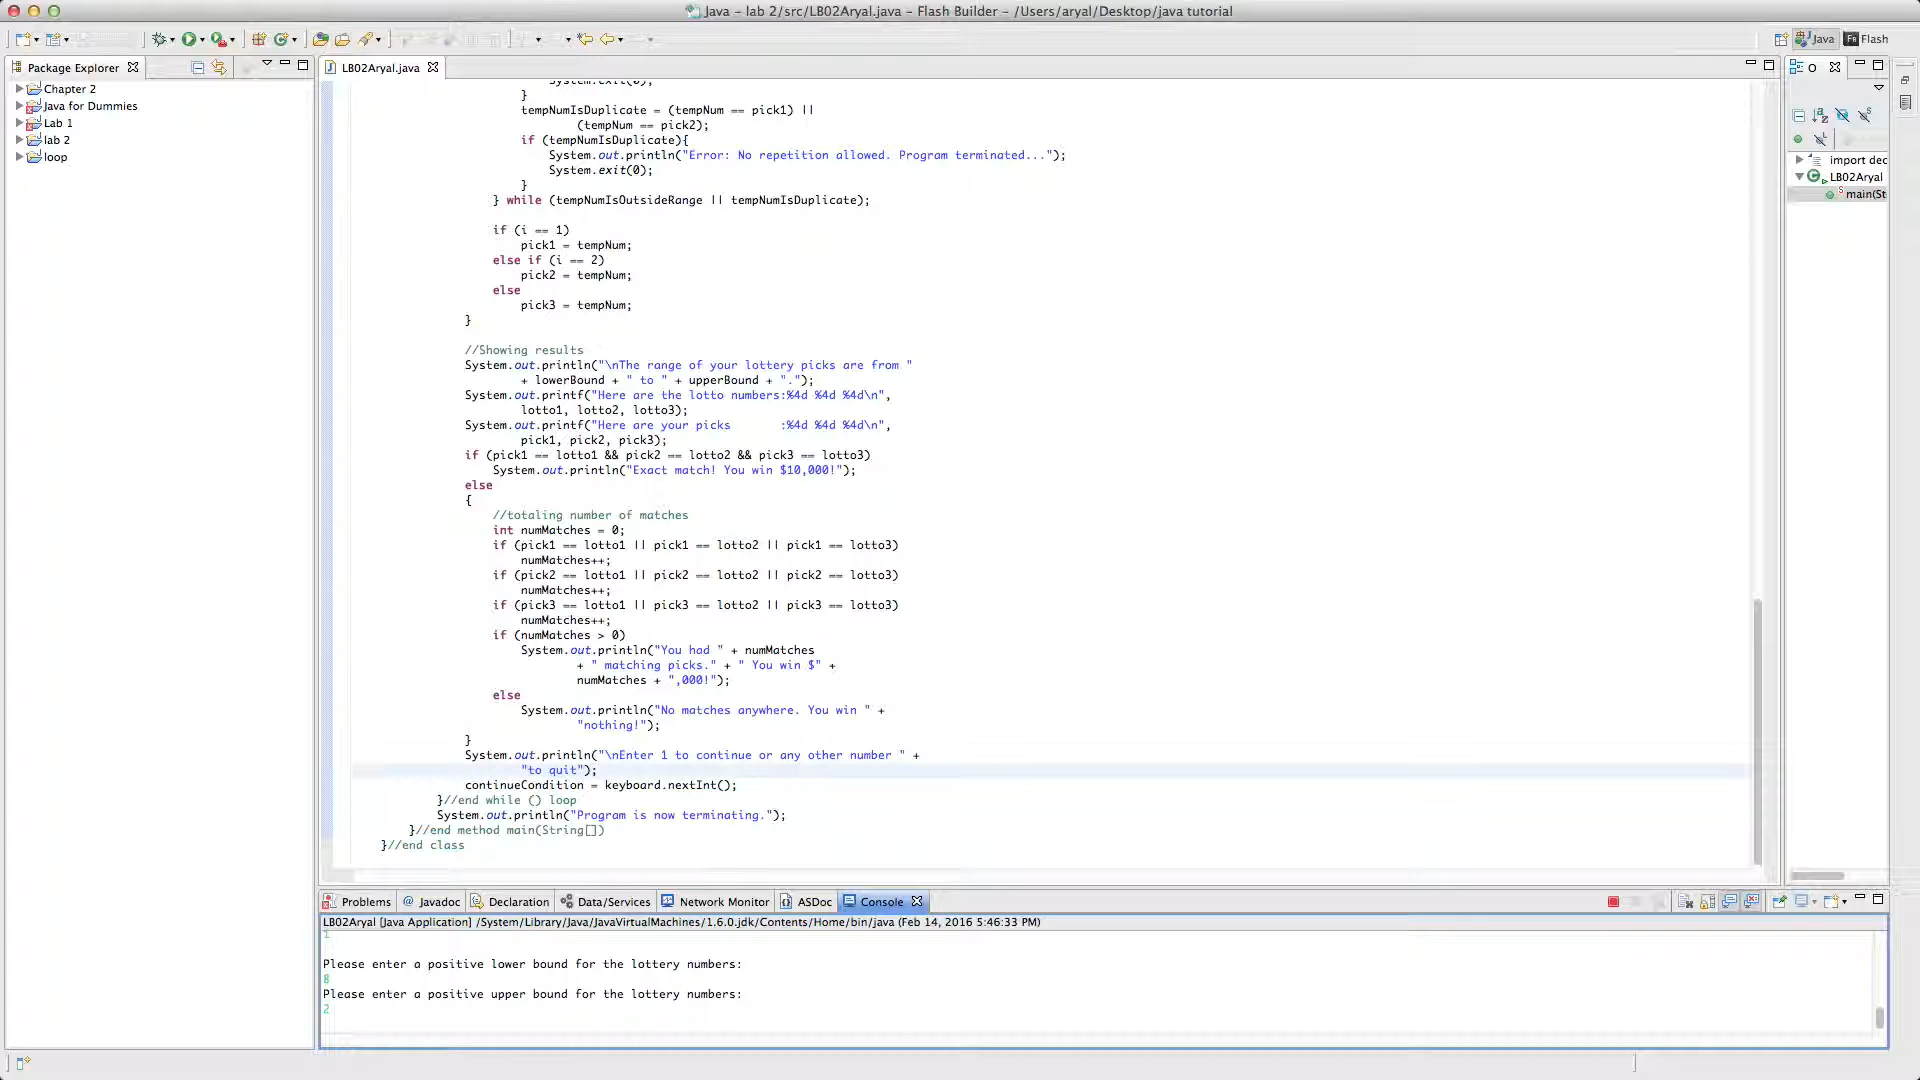 Java - lab 2/src/LB02Aryal.java - Flash Builder - /Users/aryal/Desktop/java tutorial
Java
Flash
Package Explorer
LB02Aryal.java
O
Chapter 2
Java for Dummies
Lab 1
lab 2
loop
import dec
LB02Aryal
main(St
System.exit(0);
}
tempNumIsDuplicate = (tempNum == pick1) ||
(tempNum == pick2);
if (tempNumIsDuplicate){
System.out.println("Error: No repetition allowed. Program terminated...");
System.exit(0);
}
} while (tempNumIsOutsideRange || tempNumIsDuplicate);
if (i == 1)
pick1 = tempNum;
else if (i == 2)
pick2 = tempNum;
else
pick3 = tempNum;
}
//Showing results
System.out.println("\nThe range of your lottery picks are from "
+ lowerBound + " to " + upperBound + ".");
System.out.printf("Here are the lotto numbers:%4d %4d %4d\n",
lotto1, lotto2, lotto3);
System.out.printf("Here are your picks       :%4d %4d %4d\n",
pick1, pick2, pick3);
if (pick1 == lotto1 && pick2 == lotto2 && pick3 == lotto3)
System.out.println("Exact match! You win $10,000!");
else
{
//totaling number of matches
int numMatches = 0;
if (pick1 == lotto1 || pick1 == lotto2 || pick1 == lotto3)
numMatches++;
if (pick2 == lotto1 || pick2 == lotto2 || pick2 == lotto3)
numMatches++;
if (pick3 == lotto1 || pick3 == lotto2 || pick3 == lotto3)
numMatches++;
if (numMatches > 0)
System.out.println("You had " + numMatches
+ " matching picks." + " You win $" +
numMatches + ",000!");
else
System.out.println("No matches anywhere. You win " +
"nothing!");
}
System.out.println("\nEnter 1 to continue or any other number " +
"to quit");
continueCondition = keyboard.nextInt();
}//end while () loop
System.out.println("Program is now terminating.");
}//end method main(String[])
}//end class
Problems
Javadoc
Declaration
Data/Services
Network Monitor
ASDoc
Console
LB02Aryal [Java Application] /System/Library/Java/JavaVirtualMachines/1.6.0.jdk/Contents/Home/bin/java (Feb 14, 2016 5:46:33 PM)
1
Please enter a positive lower bound for the lottery numbers:
8
Please enter a positive upper bound for the lottery numbers:
2